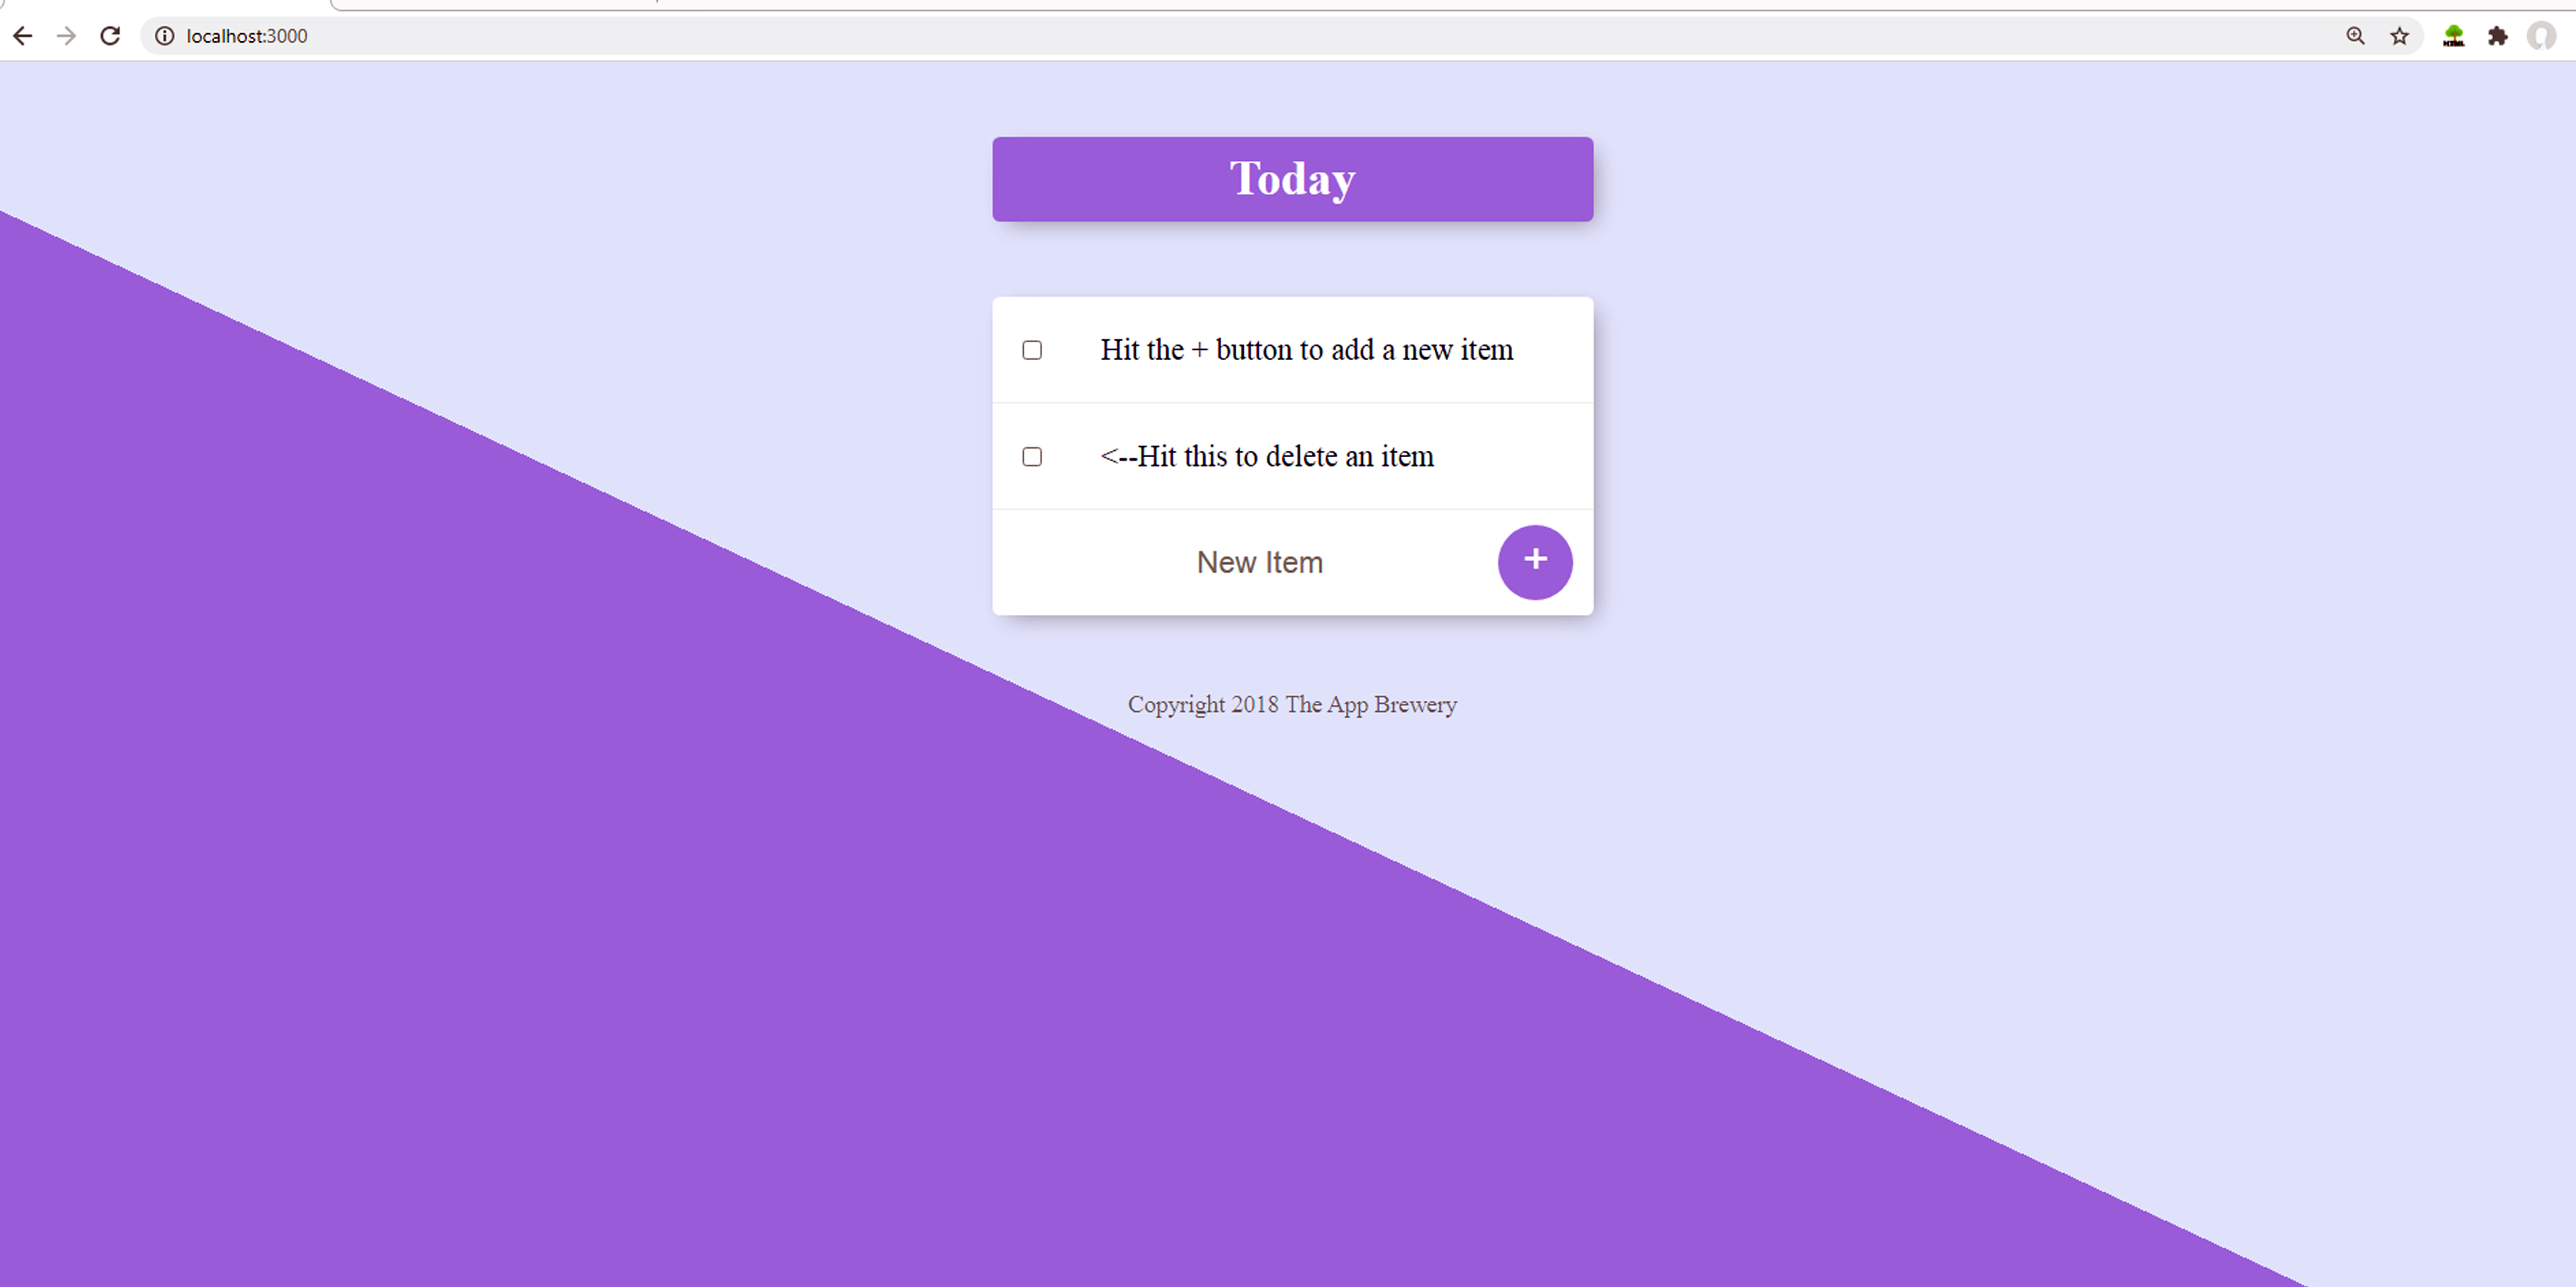 localhost:3000
Today
Hit the + button to add a new item
<--Hit this to delete an item
New Item
+
Copyright 2018 The App Brewery